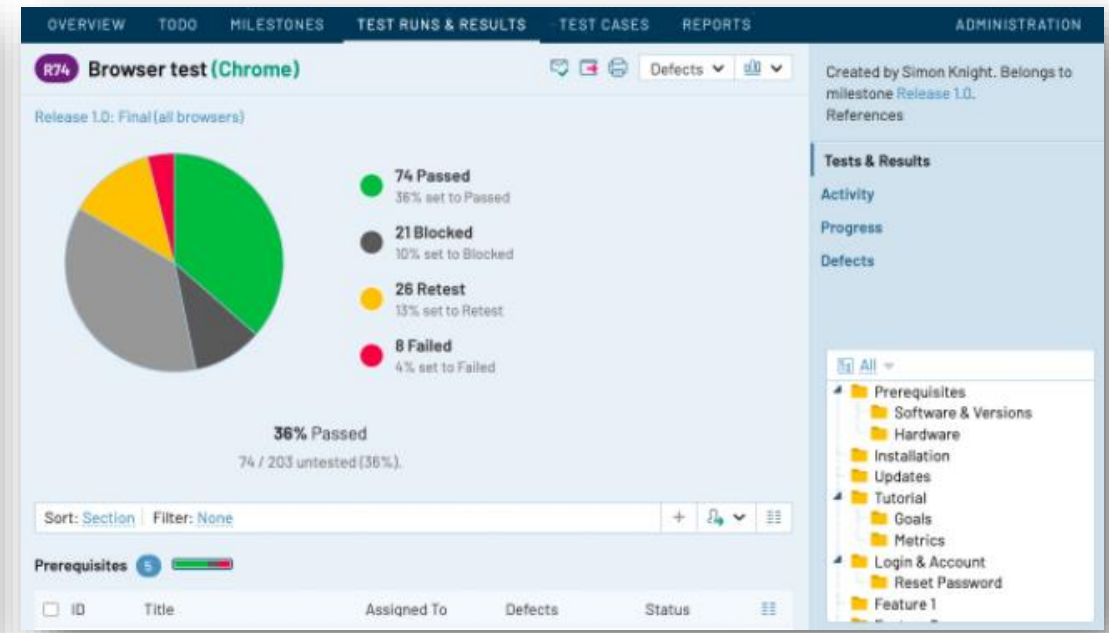 OVERVIEW TODO MILESTONES TEST RUNS & RESULTS TEST CASES REPORTS ADMINISTRATION
R74 Browser test (Chrome)
Defects
Release 1.0: Final (all browsers)
74 Passed
36% set to Passed
21 Blocked
10% set to Blocked
26 Retest
13% set to Retest
8 Failed
4% set to Failed
36% Passed
74 / 203 untested (36%).
Sort: Section Filter: None
Prerequisites 5
ID Title Assigned To Defects Status
Created by Simon Knight. Belongs to
milestone Release 1.0.
References
Tests & Results
Activity
Progress
Defects
All
Prerequisites
Software & Versions
Hardware
Installation
Updates
Tutorial
Goals
Metrics
Login & Account
Reset Password
Feature 1